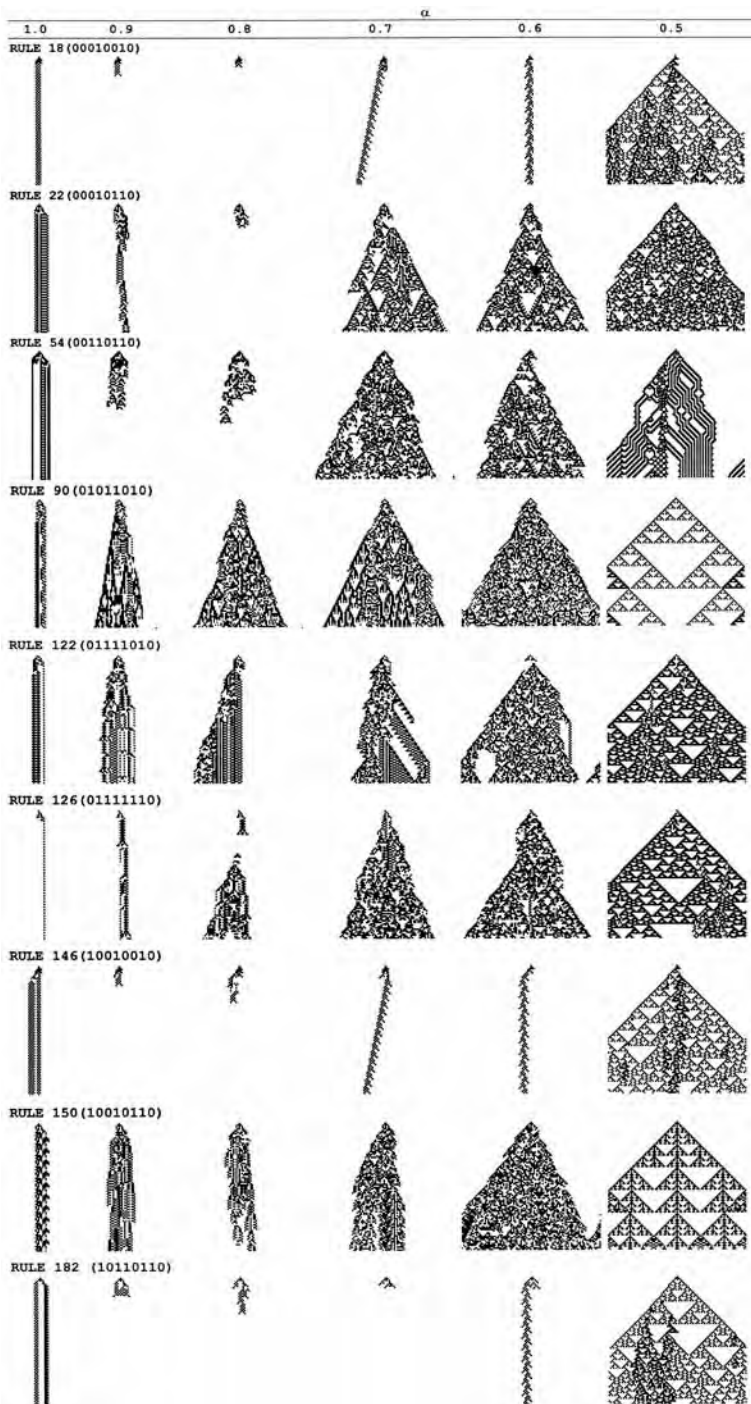 α
1.0 0.9 0.8 0.7 0.6 0.5
RULE 18(00010010)
RULE 22(00010110)
RULE 54(00110110)
RULE 90(01011010)
RULE 122(01111010)
RULE 126(01111110)
RULE 146(10010010)
RULE 150(10010110)
RULE 182 (10110110)